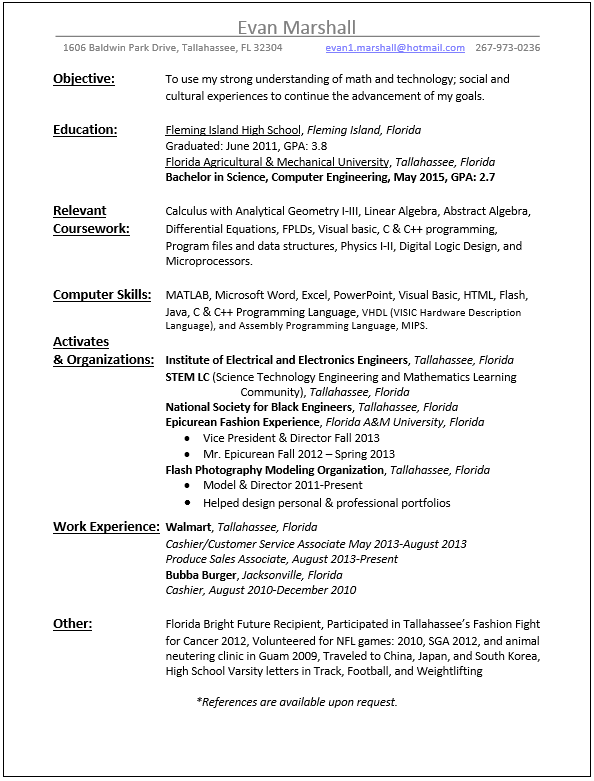 Evan Marshall
1606 Baldwin Park Drive, Tallahassee, FL 32304 evan1.marshall@hotmail.com 267-973-0236
Objective: To use my strong understanding of math and technology; social and
cultural experiences to continue the advancement of my goals.
Education: Fleming Island High School, Fleming Island, Florida
Graduated: June 2011, GPA: 3.8
Florida Agricultural & Mechanical University, Tallahassee, Florida
Bachelor in Science, Computer Engineering, May 2015, GPA: 2.7
Relevant Calculus with Analytical Geometry I-III, Linear Algebra, Abstract Algebra,
Coursework: Differential Equations, FPLDs, Visual basic, C & C++ programming,
Program files and data structures, Physics I-II, Digital Logic Design, and
Microprocessors.
Computer Skills: MATLAB, Microsoft Word, Excel, PowerPoint, Visual Basic, HTML, Flash,
Java, C & C++ Programming Language, VHDL (VISIC Hardware Description
Language), and Assembly Programming Language, MIPS.
Activates
& Organizations: Institute of Electrical and Electronics Engineers, Tallahassee, Florida
STEM LC (Science Technology Engineering and Mathematics Learning
Community), Tallahassee, Florida
National Society for Black Engineers, Tallahassee, Florida
Epicurean Fashion Experience, Florida A&M University, Florida
• Vice President & Director Fall 2013
• Mr. Epicurean Fall 2012 – Spring 2013
Flash Photography Modeling Organization, Tallahassee, Florida
• Model & Director 2011-Present
• Helped design personal & professional portfolios
Work Experience: Walmart, Tallahassee, Florida
Cashier/Customer Service Associate May 2013-August 2013
Produce Sales Associate, August 2013-Present
Bubba Burger, Jacksonville, Florida
Cashier, August 2010-December 2010
Other: Florida Bright Future Recipient, Participated in Tallahassee's Fashion Fight
for Cancer 2012, Volunteered for NFL games: 2010, SGA 2012, and animal
neutering clinic in Guam 2009, Traveled to China, Japan, and South Korea,
High School Varsity letters in Track, Football, and Weightlifting
*References are available upon request.